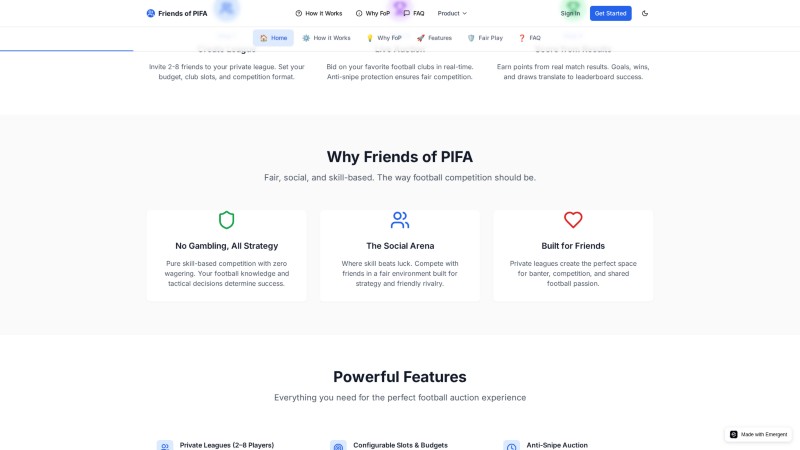 Friends of PIFA
How it Works
Why FoP
FAQ
Product
Sign In
Get Started
Home
How it Works
Why FoP
Features
Fair Play
FAQ
Invite 2-8 friends to your private league. Set your
budget, club slots, and competition format.
Bid on your favorite football clubs in real-time.
Anti-snipe protection ensures fair competition.
Earn points from real match results. Goals, wins,
and draws translate to leaderboard success.
Why Friends of PIFA
Fair, social, and skill-based. The way football competition should be.
No Gambling, All Strategy
Pure skill-based competition with zero
wagering. Your football knowledge and
tactical decisions determine success.
The Social Arena
Where skill beats luck. Compete with
friends in a fair environment built for
strategy and friendly rivalry.
Built for Friends
Private leagues create the perfect space
for banter, competition, and shared
football passion.
Powerful Features
Everything you need for the perfect football auction experience
Private Leagues (2–8 Players)
Configurable Slots & Budgets
Anti-Snipe Auction
Made with Emergent